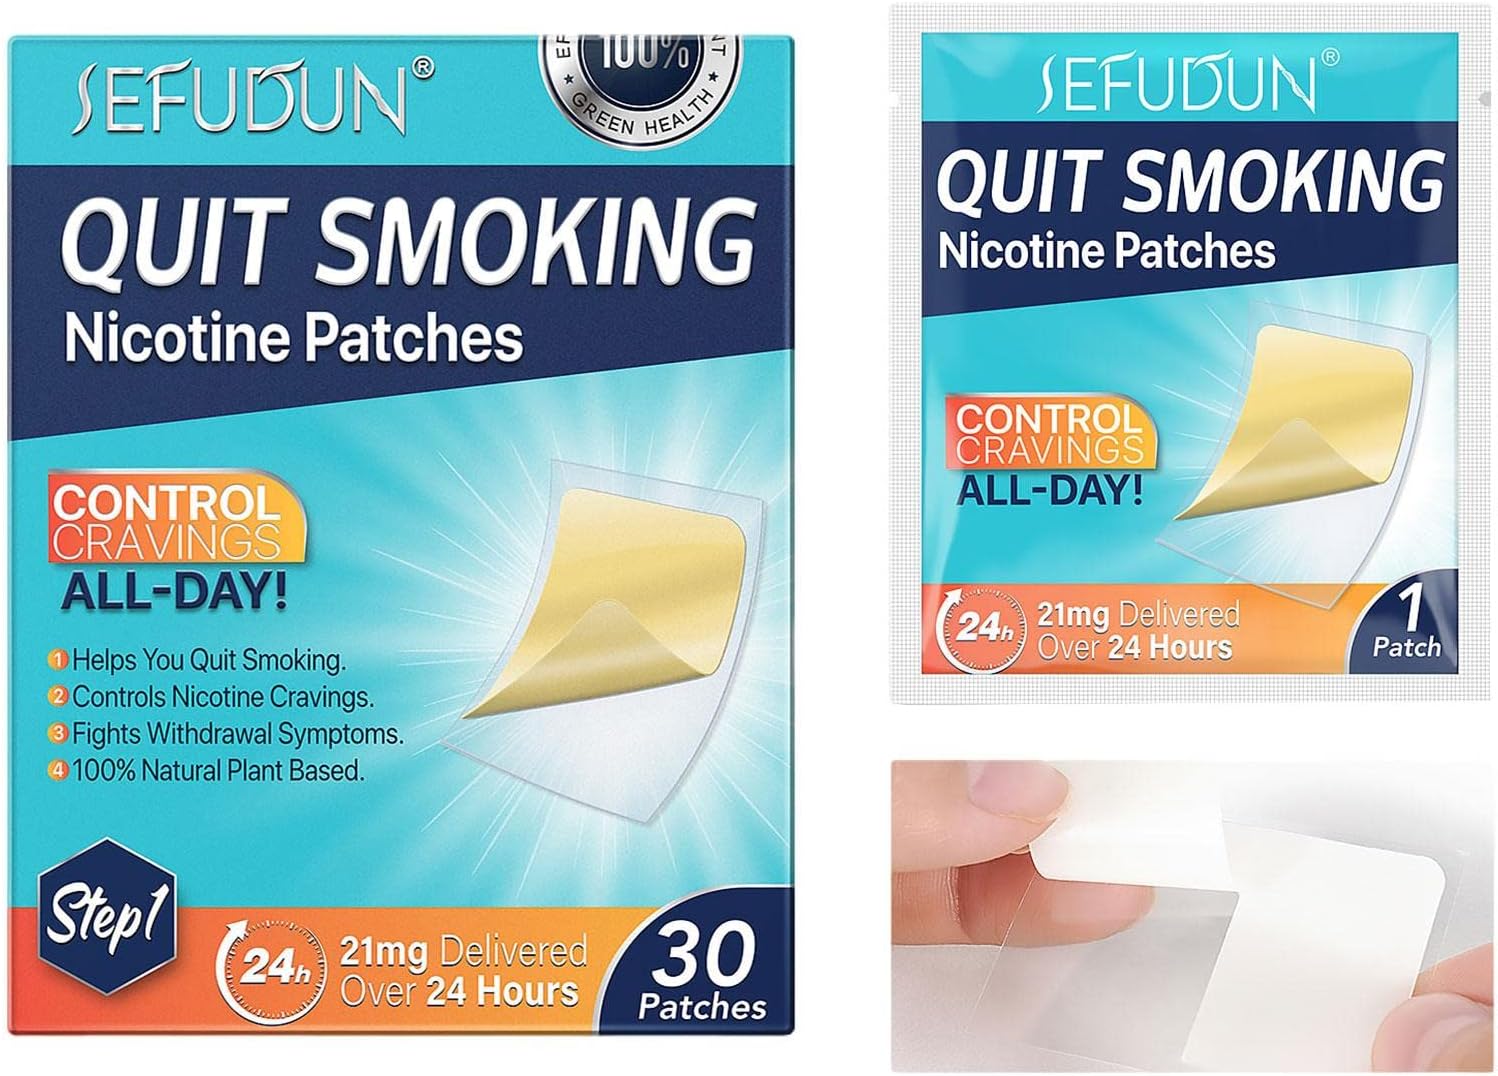 SEFUDUN®
100%
GREEN HEALTH
QUIT SMOKING
Nicotine Patches
CONTROL
CRAVINGS
ALL-DAY!
1 Helps You Quit Smoking.
2 Controls Nicotine Cravings.
3 Fights Withdrawal Symptoms.
4 100% Natural Plant Based.
Step1
24h
21mg Delivered
Over 24 Hours
30
Patches
SEFUDUN®
QUIT SMOKING
Nicotine Patches
CONTROL
CRAVINGS
ALL-DAY!
24h
21mg Delivered
Over 24 Hours
1
Patch